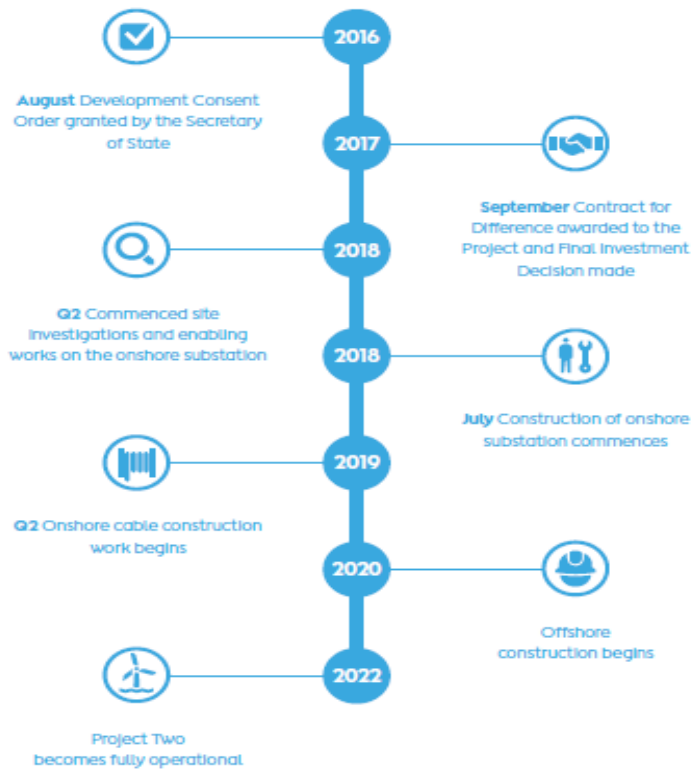 2016
August Development Consent
Order granted by the Secretary
of State
2017
September Contract for
Difference awarded to the
Project and Final Investment
Decision made
2018
Q2 Commenced site
investigations and enabling
works on the onshore substation
2018
July Construction of onshore
substation commences
2019
Q2 Onshore cable construction
work begins
2020
Offshore
construction begins
2022
Project Two
becomes fully operational